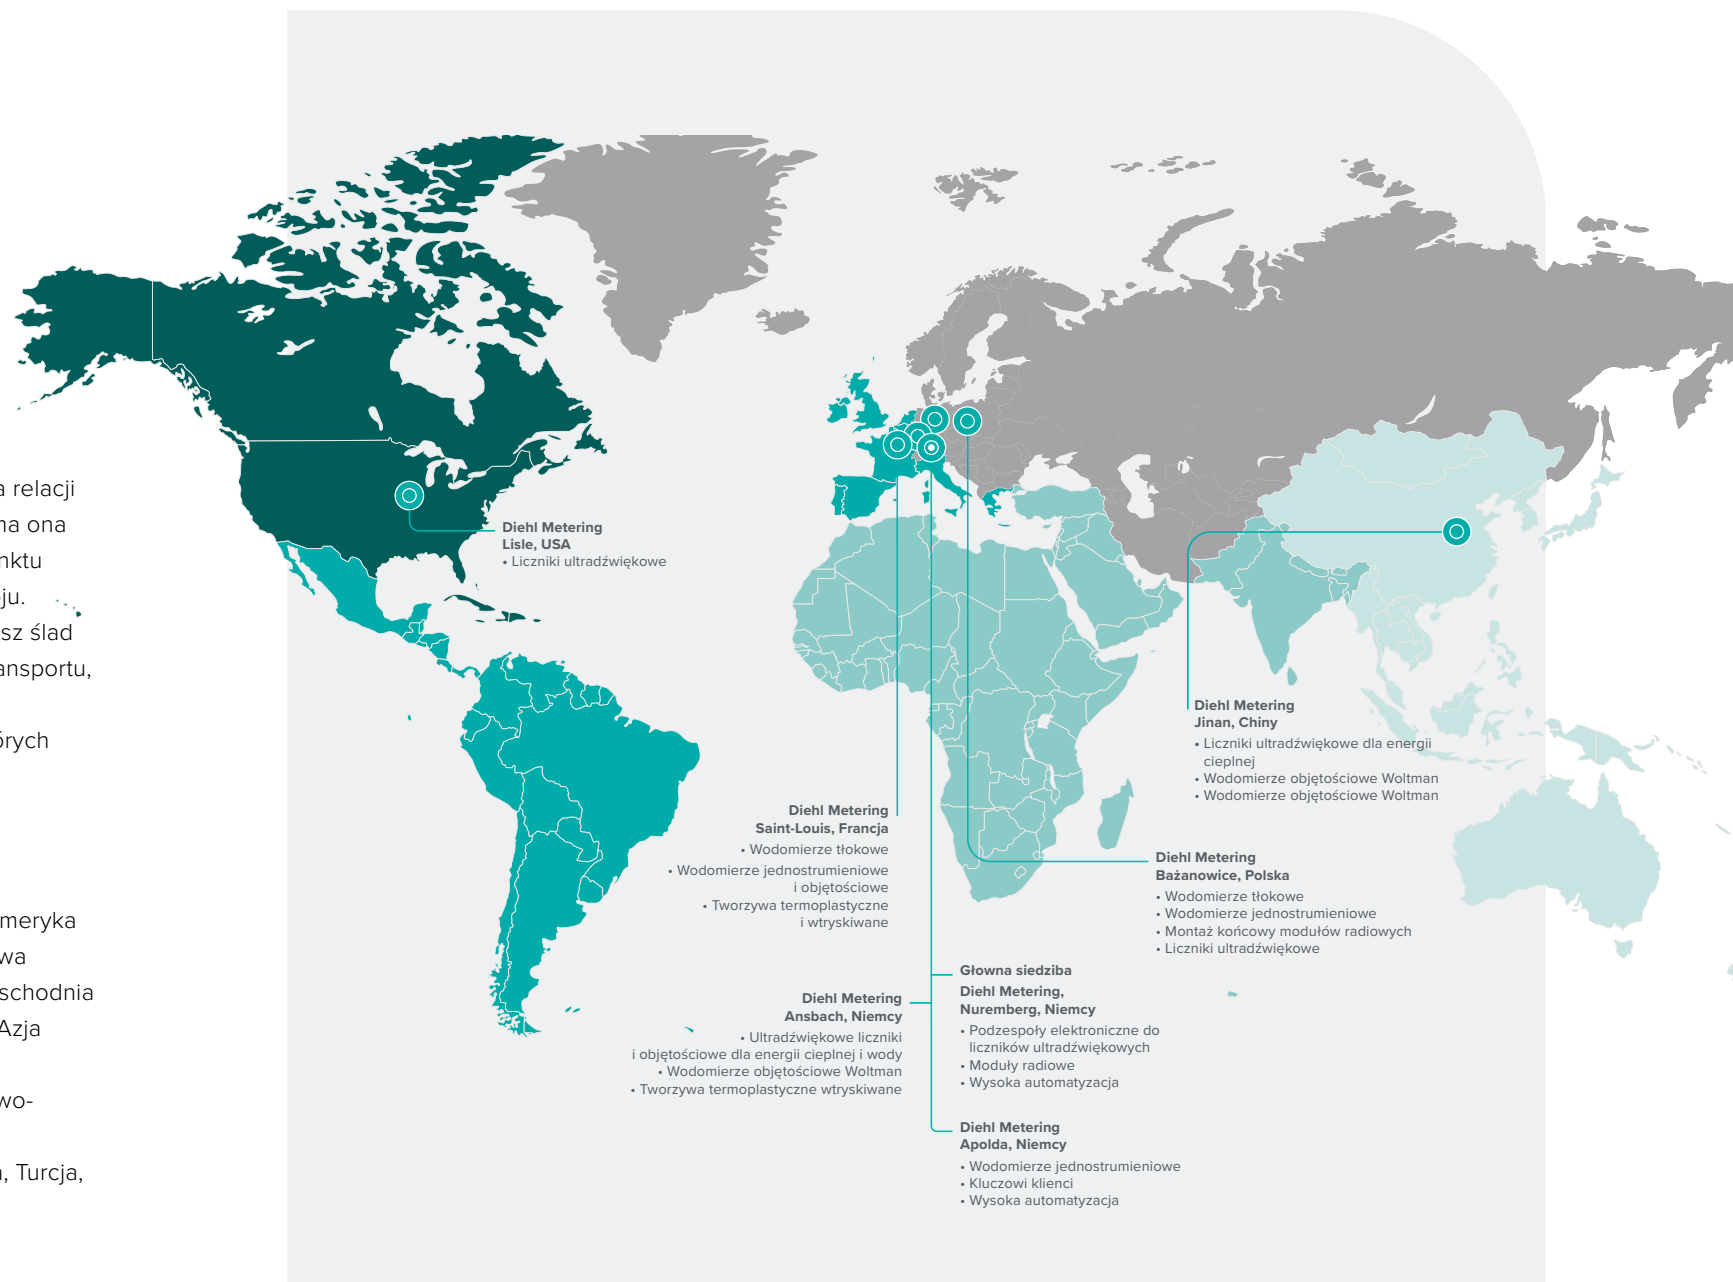 a relacji
na ona
nktu
ju.
sz ślad
ansportu,
órych
meryka
wa
schodnia
Azja
wo-
, Turcja,
Diehl Metering
Lisle, USA
• Liczniki ultradźwiękowe
Diehl Metering
Jinan, Chiny
• Liczniki ultradźwiękowe dla energii
cieplnej
• Wodomierze objętościowe Woltman
• Wodomierze objętościowe Woltman
Diehl Metering
Saint-Louis, Francja
• Wodomierze tłokowe
• Wodomierze jednostrumieniowe
i objętościowe
• Tworzywa termoplastyczne
i wtryskiwane
Diehl Metering
Bażanowice, Polska
• Wodomierze tłokowe
• Wodomierze jednostrumieniowe
• Montaż końcowy modułów radiowych
• Liczniki ultradźwiękowe
Diehl Metering
Ansbach, Niemcy
• Ultradźwiękowe liczniki
i objętościowe dla energii cieplnej i wody
• Wodomierze objętościowe Woltman
• Tworzywa termoplastyczne wtryskiwane
Głowna siedziba
Diehl Metering,
Nuremberg, Niemcy
• Podzespoły elektroniczne do
liczników ultradźwiękowych
• Moduły radiowe
• Wysoka automatyzacja
Diehl Metering
Apolda, Niemcy
• Wodomierze jednostrumieniowe
• Kluczowi klienci
• Wysoka automatyzacja